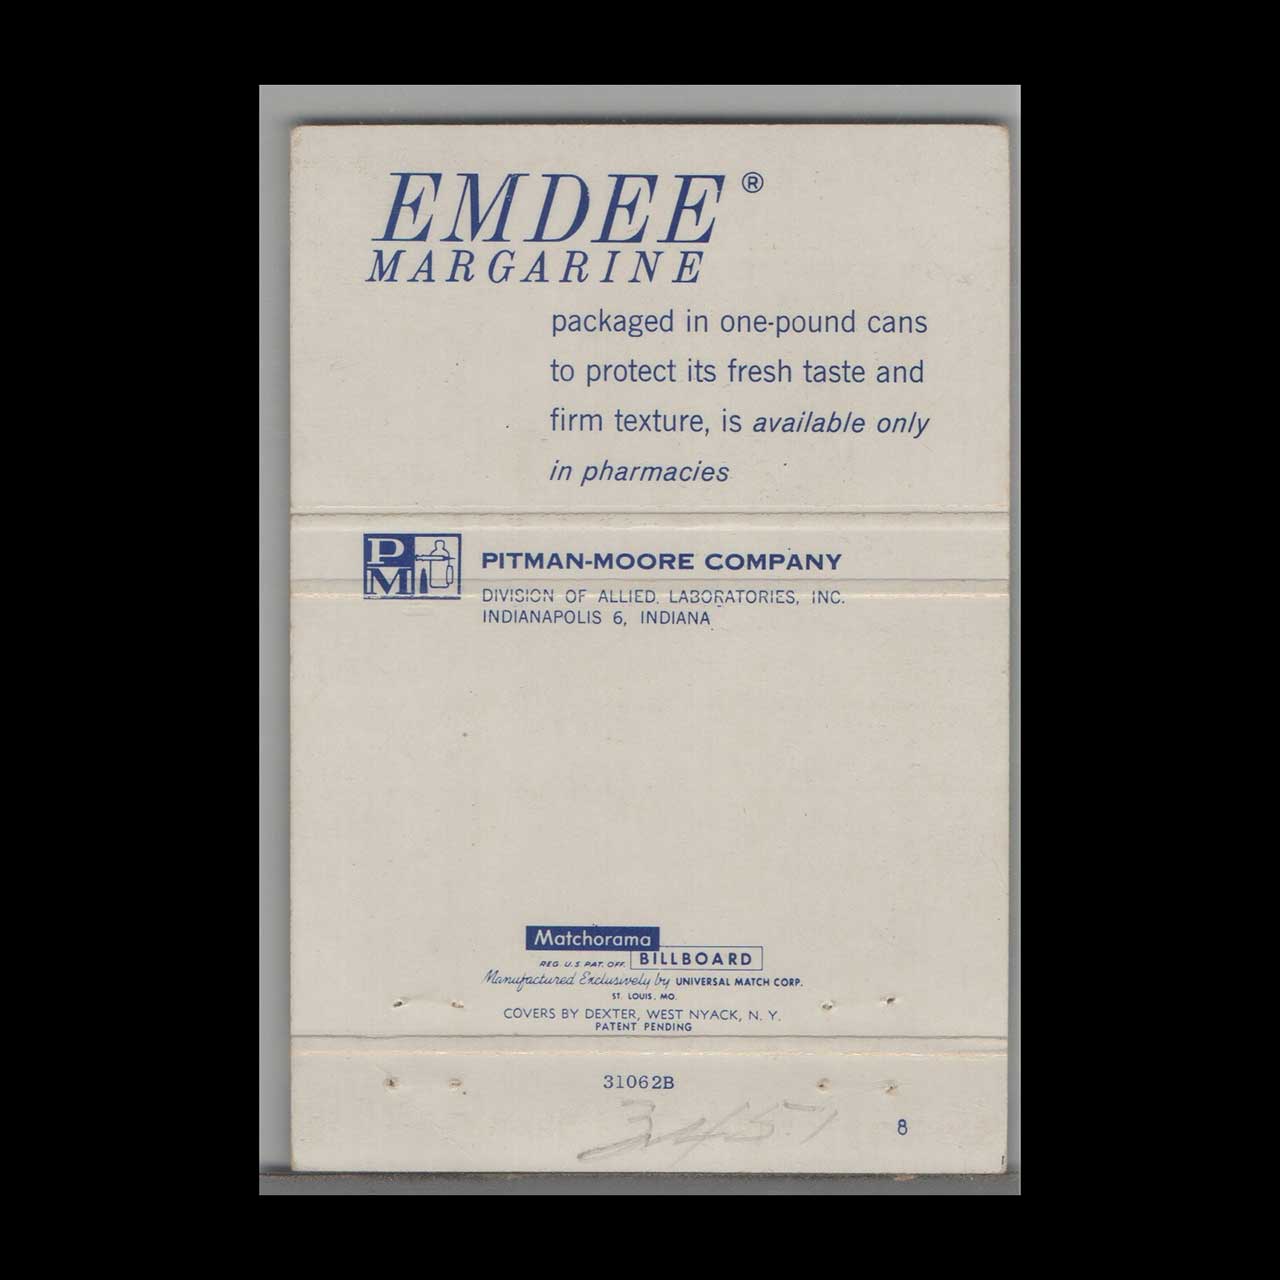 EMDEE ®
MARGARINE
packaged in one-pound cans
to protect its fresh taste and
firm texture, is available only
in pharmacies
PM
PITMAN-MOORE COMPANY
DIVISION OF ALLIED LABORATORIES, INC.
INDIANAPOLIS 6, INDIANA
Matchorama
REG. U.S PAT. OFF. BILLBOARD
Manufactured Exclusively by UNIVERSAL MATCH CORP.
ST. LOUIS, MO.
COVERS BY DEXTER, WEST NYACK, N. Y.
PATENT PENDING
31062B
3451
8